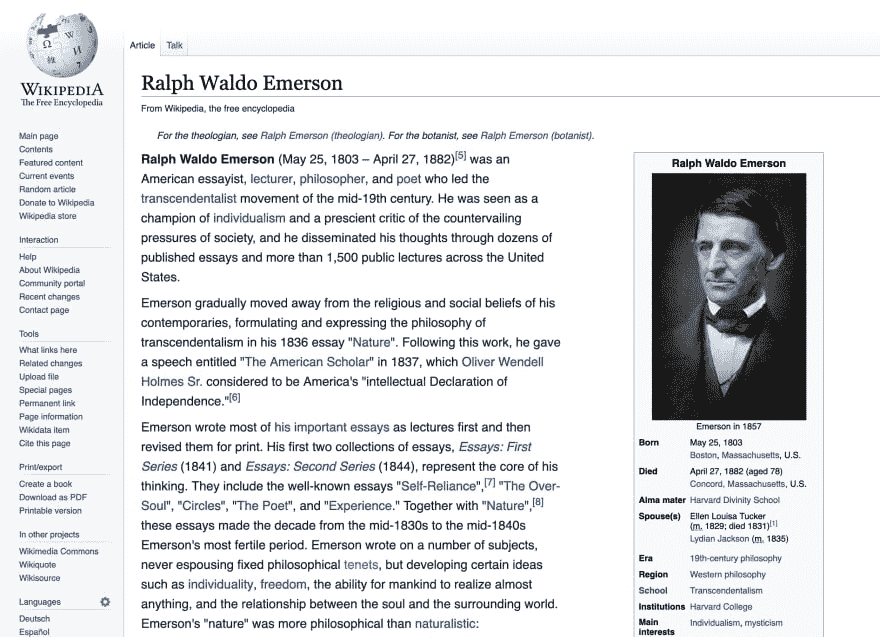 WIKIPEDIA
The Free Encyclopedia
Main page
Contents
Featured content
Current events
Random article
Donate to Wikipedia
Wikipedia store
Interaction
Help
About Wikipedia
Community portal
Recent changes
Contact page
Tools
What links here
Related changes
Upload file
Special pages
Permanent link
Page information
Wikidata item
Cite this page
Print/export
Create a book
Download as PDF
Printable version
In other projects
Wikimedia Commons
Wikiquote
Wikisource
Languages
Deutsch
Español
Article Talk
Ralph Waldo Emerson
From Wikipedia, the free encyclopedia
For the theologian, see Ralph Emerson (theologian). For the botanist, see Ralph Emerson (botanist).
Ralph Waldo Emerson (May 25, 1803 – April 27, 1882)[5] was an
American essayist, lecturer, philosopher, and poet who led the
transcendentalist movement of the mid-19th century. He was seen as a
champion of individualism and a prescient critic of the countervailing
pressures of society, and he disseminated his thoughts through dozens of
published essays and more than 1,500 public lectures across the United
States.
Emerson gradually moved away from the religious and social beliefs of his
contemporaries, formulating and expressing the philosophy of
transcendentalism in his 1836 essay "Nature". Following this work, he gave
a speech entitled "The American Scholar" in 1837, which Oliver Wendell
Holmes Sr. considered to be America's "intellectual Declaration of
Independence."[6]
Emerson wrote most of his important essays as lectures first and then
revised them for print. His first two collections of essays, Essays: First
Series (1841) and Essays: Second Series (1844), represent the core of his
thinking. They include the well-known essays "Self-Reliance",[7] "The Over-
Soul", "Circles", "The Poet", and "Experience." Together with "Nature",[8]
these essays made the decade from the mid-1830s to the mid-1840s
Emerson's most fertile period. Emerson wrote on a number of subjects,
never espousing fixed philosophical tenets, but developing certain ideas
such as individuality, freedom, the ability for mankind to realize almost
anything, and the relationship between the soul and the surrounding world.
Emerson's "nature" was more philosophical than naturalistic:
Ralph Waldo Emerson
Emerson in 1857
Born May 25, 1803
Boston, Massachusetts, U.S.
Died April 27, 1882 (aged 78)
Concord, Massachusetts, U.S.
Alma mater Harvard Divinity School
Spouse(s) Ellen Louisa Tucker
(m. 1829; died 1831)[1]
Lydian Jackson (m. 1835)
Era 19th-century philosophy
Region Western philosophy
School Transcendentalism
Institutions Harvard College
Main Individualism, mysticism
interests